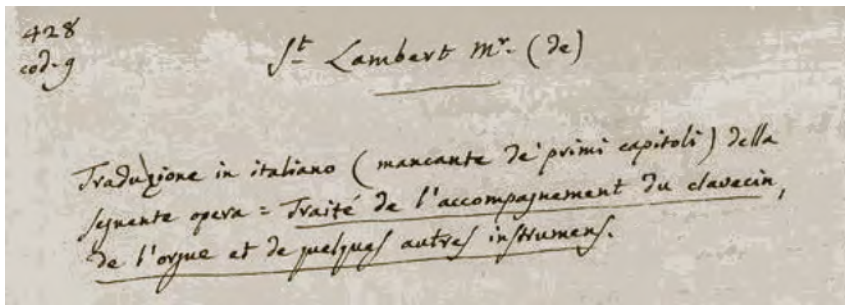 428
cod. 9
St Lambert Mr. (de)
Traduzione in italiano (mancante de' primi capitoli) della
seguente opera = Traité de l'accompagnement du clavecin,
de l'orgue et de quelques autres instrumens.